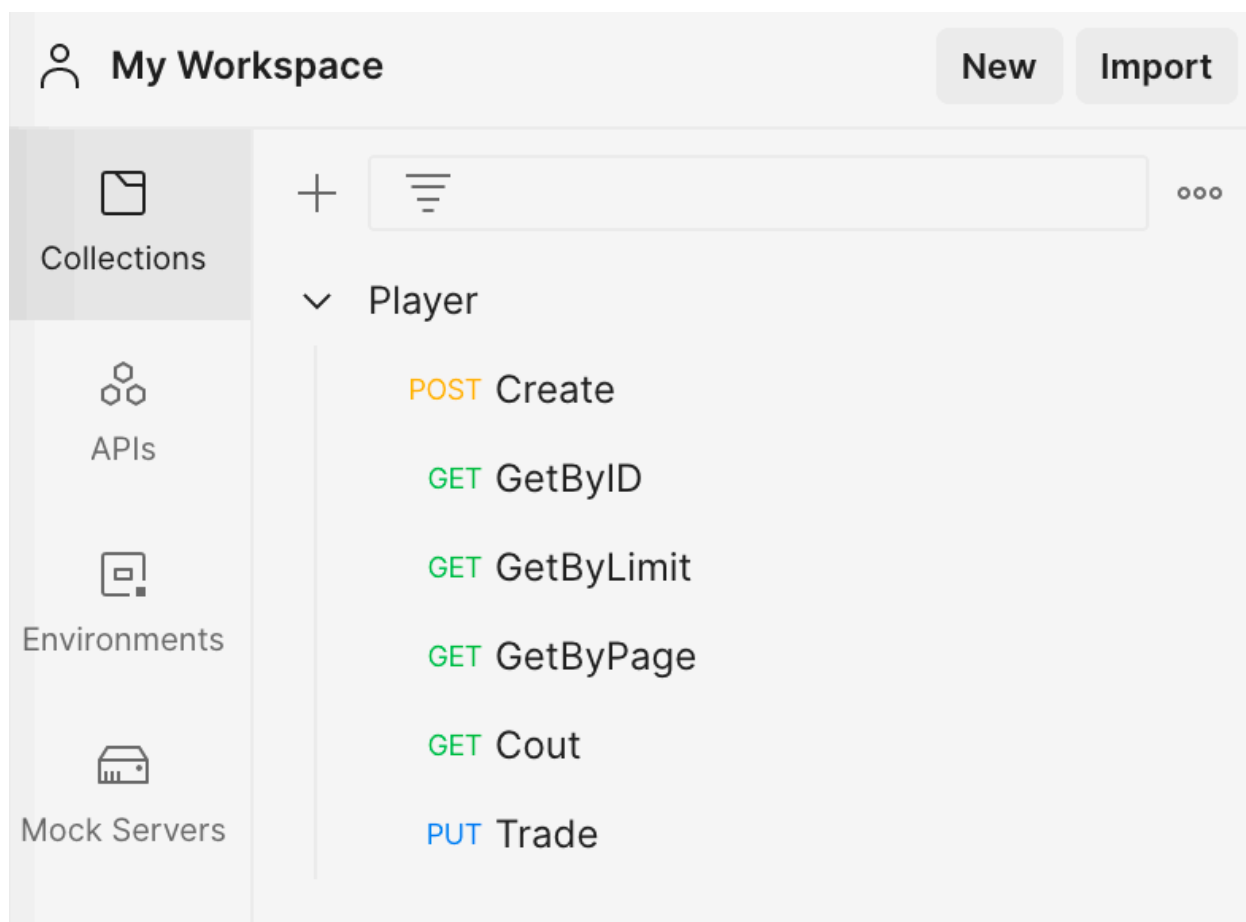 My Workspace New Import
Collections
Player
POST Create
APIs
GET GetByID
GET GetByLimit
Environments
GET GetByPage
GET Cout
Mock Servers
PUT Trade